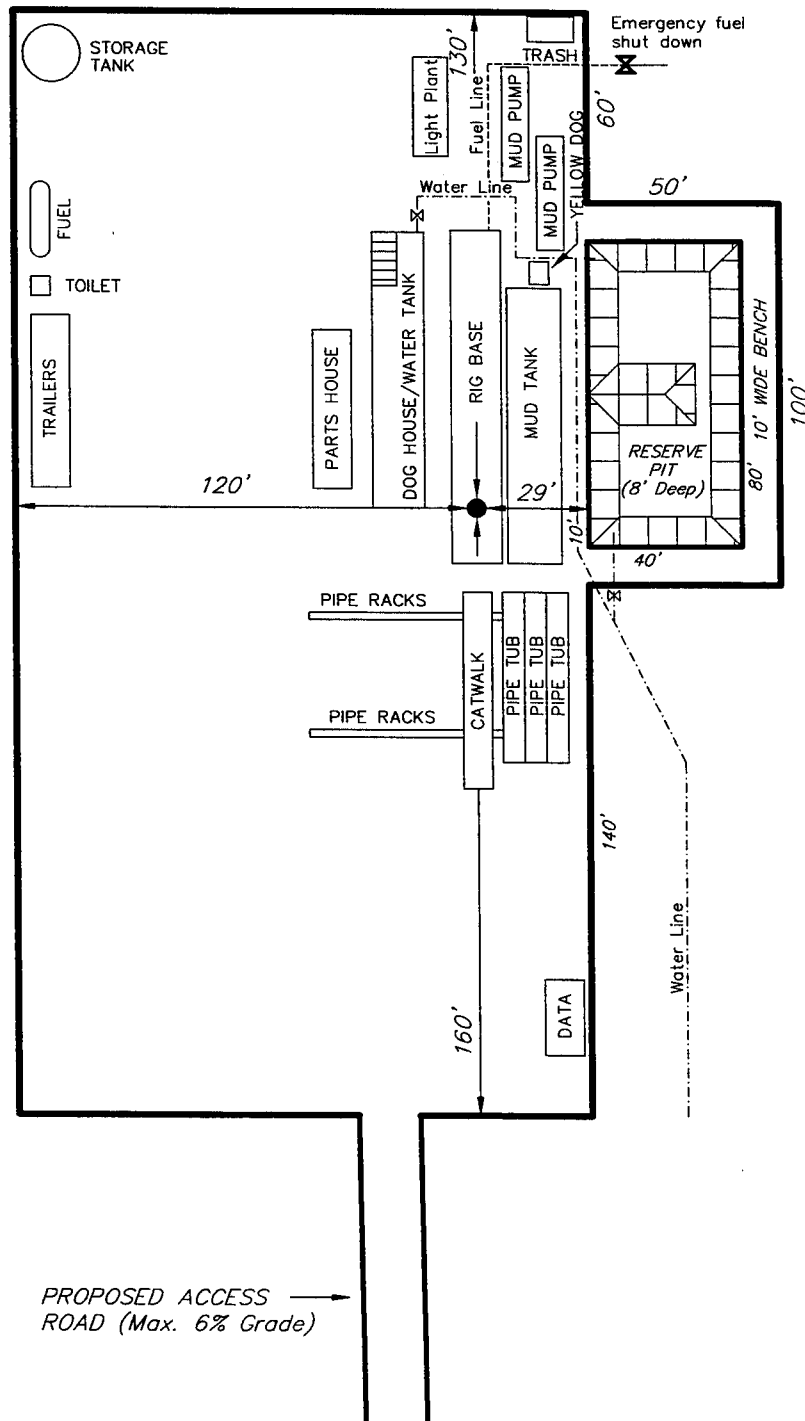 STORAGE
TANK
130'
TRASH
Emergency fuel
shut down
Light Plant
Fuel Line
MUD PUMP
60'
MUD PUMP
YELLOW DOG
Water Line
50'
FUEL
TOILET
TRAILERS
PARTS HOUSE
DOG HOUSE/WATER TANK
RIG BASE
MUD TANK
RESERVE
PIT
(8' Deep)
80'
10' WIDE BENCH
100'
120'
29'
10'
40'
PIPE RACKS
PIPE RACKS
CATWALK
PIPE TUB
PIPE TUB
PIPE TUB
140'
Water Line
DATA
160'
PROPOSED ACCESS
ROAD (Max. 6% Grade)